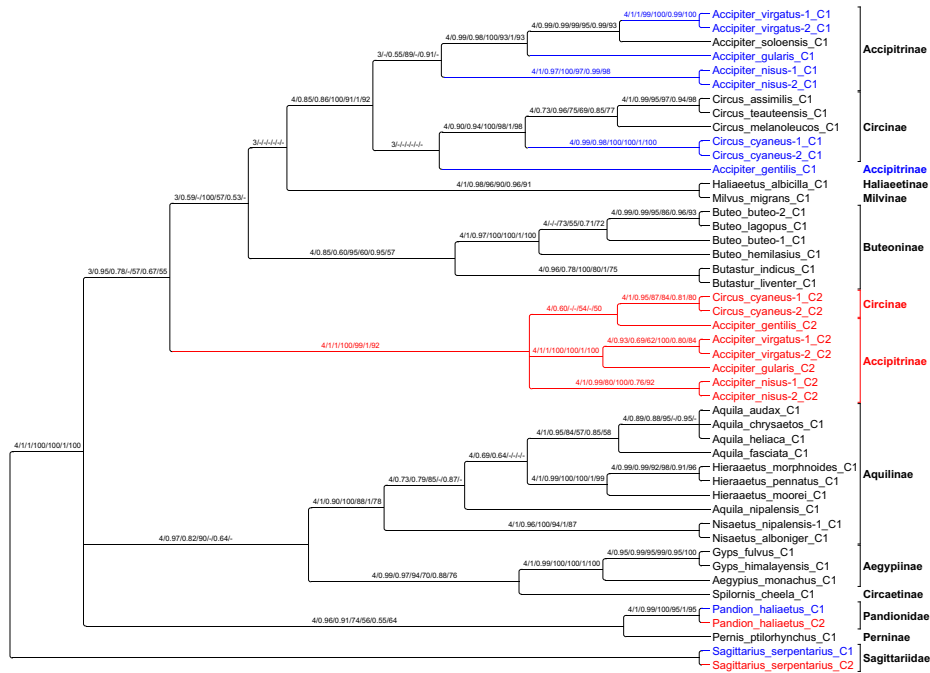 4/1/1/99/100/0.99/100
Accipiter_virgatus-1_C1
Accipiter_virgatus-2_C1
4/0.99/0.99/99/95/0.99/93
Accipiter_soloensis_C1
4/0.99/0.98/100/93/1/93
Accipiter_gularis_C1
Accipitrinae
3/-/0.55/89/-/0.91/-
4/1/0.97/100/97/0.99/98
Accipiter_nisus-1_C1
Accipiter_nisus-2_C1
4/0.85/0.86/100/91/1/92
4/1/0.99/95/97/0.94/98
Circus_assimilis_C1
Circus_teauteensis_C1
4/0.73/0.96/75/69/0.85/77
Circus_melanoleucos_C1
4/0.90/0.94/100/98/1/98
Circinae
4/0.99/0.98/100/100/1/100
Circus_cyaneus-1_C1
Circus_cyaneus-2_C1
3/-/-/-/-/-/-
3/-/-/-/-/-/-
Accipiter_gentilis_C1
Accipitrinae
4/1/0.98/96/90/0.96/91
Haliaeetus_albicilla_C1
Haliaeetinae
Milvus_migrans_C1
Milvinae
3/0.59/-/100/57/0.53/-
4/0.99/0.99/95/86/0.96/93
Buteo_buteo-2_C1
Buteo_lagopus_C1
4/-/-/73/55/0.71/72
Buteo_buteo-1_C1
4/1/0.97/100/100/1/100
Buteo_hemilasius_C1
Buteoninae
4/0.85/0.60/95/60/0.95/57
4/0.96/0.78/100/80/1/75
Butastur_indicus_C1
Butastur_liventer_C1
3/0.95/0.78/-/57/0.67/55
4/1/0.95/87/84/0.81/80
Circus_cyaneus-1_C2
Circus_cyaneus-2_C2
Circinae
4/0.60/-/-/54/-/50
Accipiter_gentilis_C2
4/0.93/0.69/62/100/0.80/84
Accipiter_virgatus-1_C2
Accipiter_virgatus-2_C2
4/1/1/100/99/1/92
4/1/1/100/100/1/100
Accipiter_gularis_C2
Accipitrinae
4/1/0.99/80/100/0.76/92
Accipiter_nisus-1_C2
Accipiter_nisus-2_C2
Aquila_audax_C1
4/0.89/0.88/95/-/0.95/-
Aquila_chrysaetos_C1
4/1/0.95/84/57/0.85/58
Aquila_heliaca_C1
Aquila_fasciata_C1
4/1/1/100/100/1/100
4/0.69/0.64/-/-/-/-
4/0.99/0.99/92/98/0.91/96
Hieraaetus_morphnoides_C1
Hieraaetus_pennatus_C1
4/1/0.99/100/100/1/99
Hieraaetus_moorei_C1
Aquilinae
4/0.73/0.79/85/-/0.87/-
Aquila_nipalensis_C1
4/1/0.90/100/88/1/78
4/1/0.96/100/94/1/87
Nisaetus_nipalensis-1_C1
Nisaetus_alboniger_C1
4/0.97/0.82/90/-/0.64/-
4/0.95/0.99/95/99/0.95/100
Gyps_fulvus_C1
Gyps_himalayensis_C1
4/1/0.99/100/100/1/100
Aegypius_monachus_C1
Aegypiinae
4/0.99/0.97/94/70/0.88/76
Spilornis_cheela_C1
Circaetinae
4/1/0.99/100/95/1/95
Pandion_haliaetus_C1
Pandion_haliaetus_C2
Pandionidae
4/0.96/0.91/74/56/0.55/64
Pernis_ptilorhynchus_C1
Perninae
Sagittarius_serpentarius_C1
Sagittarius_serpentarius_C2
Sagittariidae